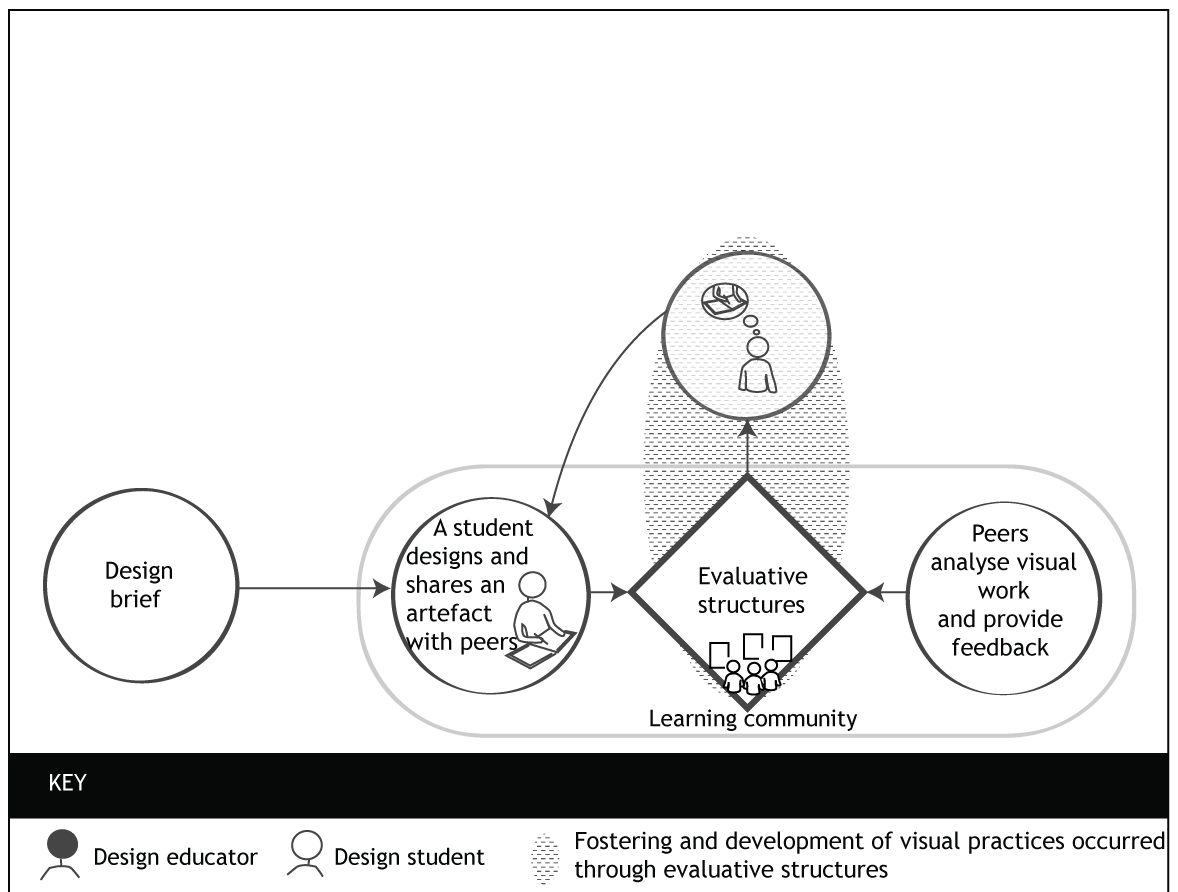 Design
brief
A student
designs and
shares an
artefact
with peers
Evaluative
structures
Peers
analyse visual
work
and provide
feedback
Learning community
KEY
Design educator
Design student
Fostering and development of visual practices occurred
through evaluative structures